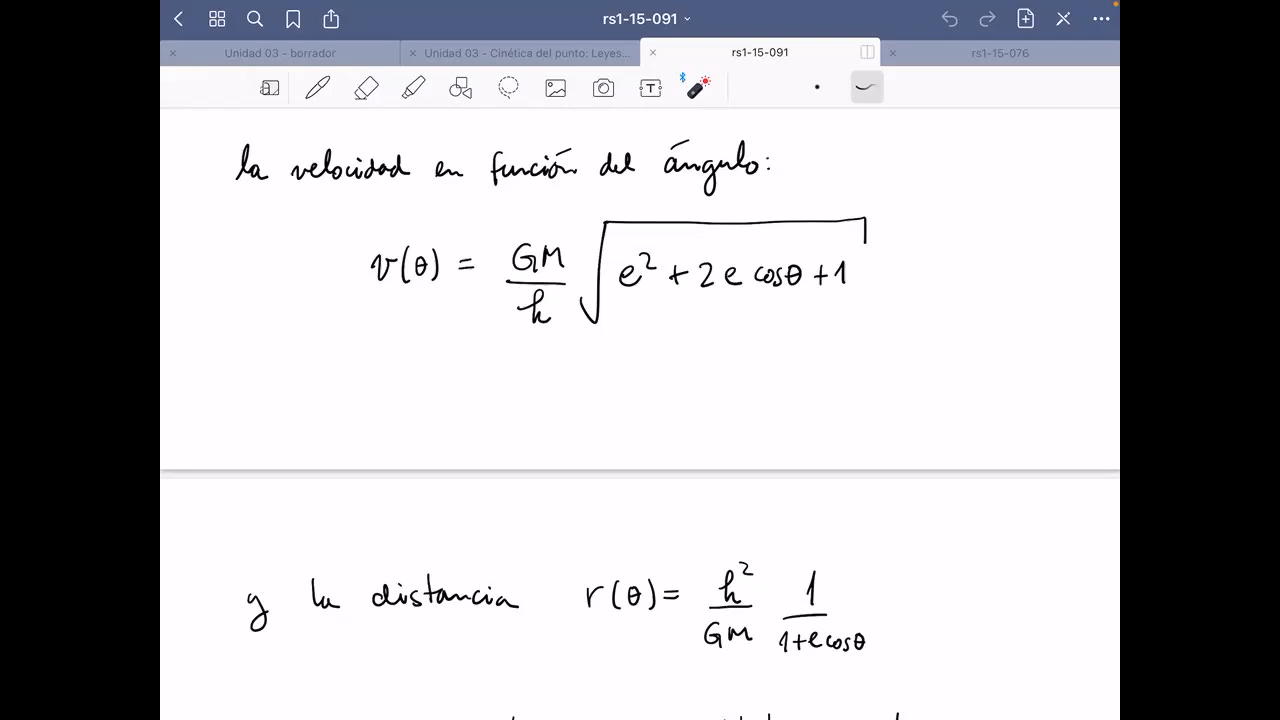 rs1-15-091
Unidad 03 - borrador
Unidad 03 - Cinética del punto: Leyes...
rs1-15-091
rs1-15-076
T
la velocidad en función del ángulo:
v(θ) = GM/h √(e² + 2 e cosθ + 1)
y la distancia r(θ) = h²/GM 1/(1+e cosθ)